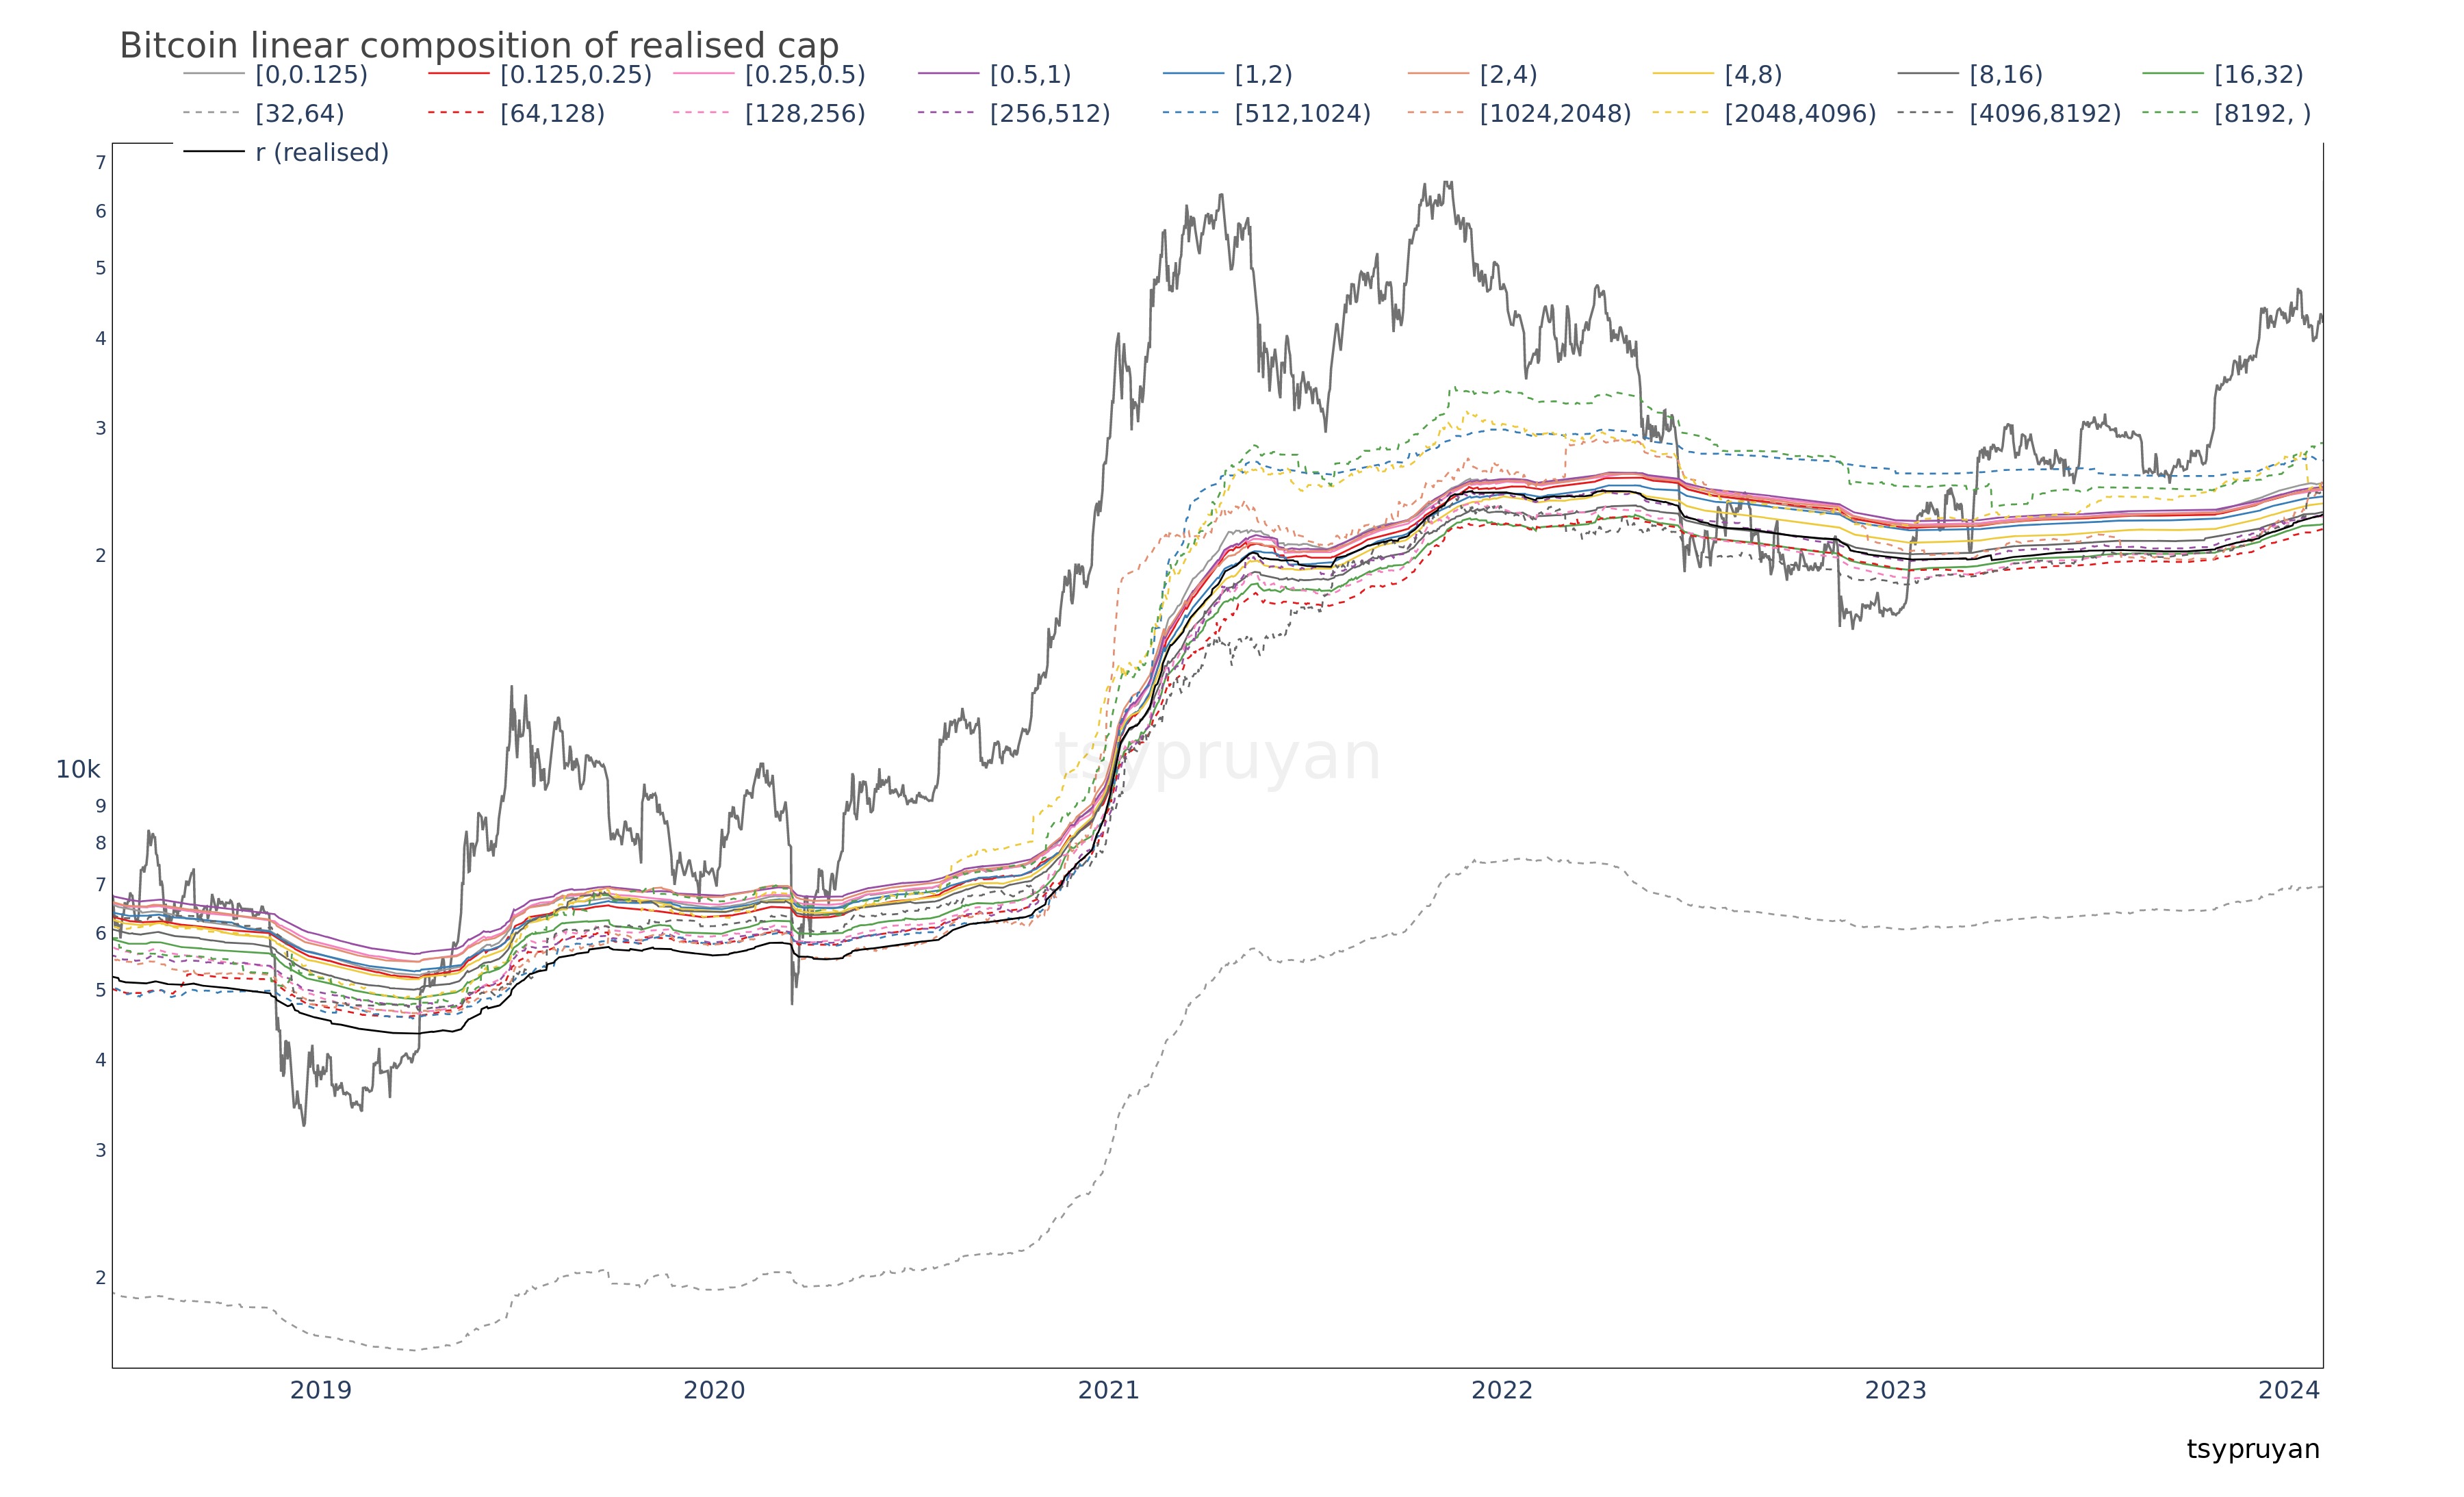 Bitcoin linear composition of realised cap
[0,0.125) [0.125,0.25) [0.25,0.5) [0.5,1) [1,2) [2,4) [4,8) [8,16) [16,32)
[32,64) [64,128) [128,256) [256,512) [512,1024) [1024,2048) [2048,4096) [4096,8192) [8192, )
r (realised)
7
6
5
4
3
2
tsypruyan
10k
9
8
7
6
5
4
3
2
2019 2020 2021 2022 2023 2024
tsypruyan